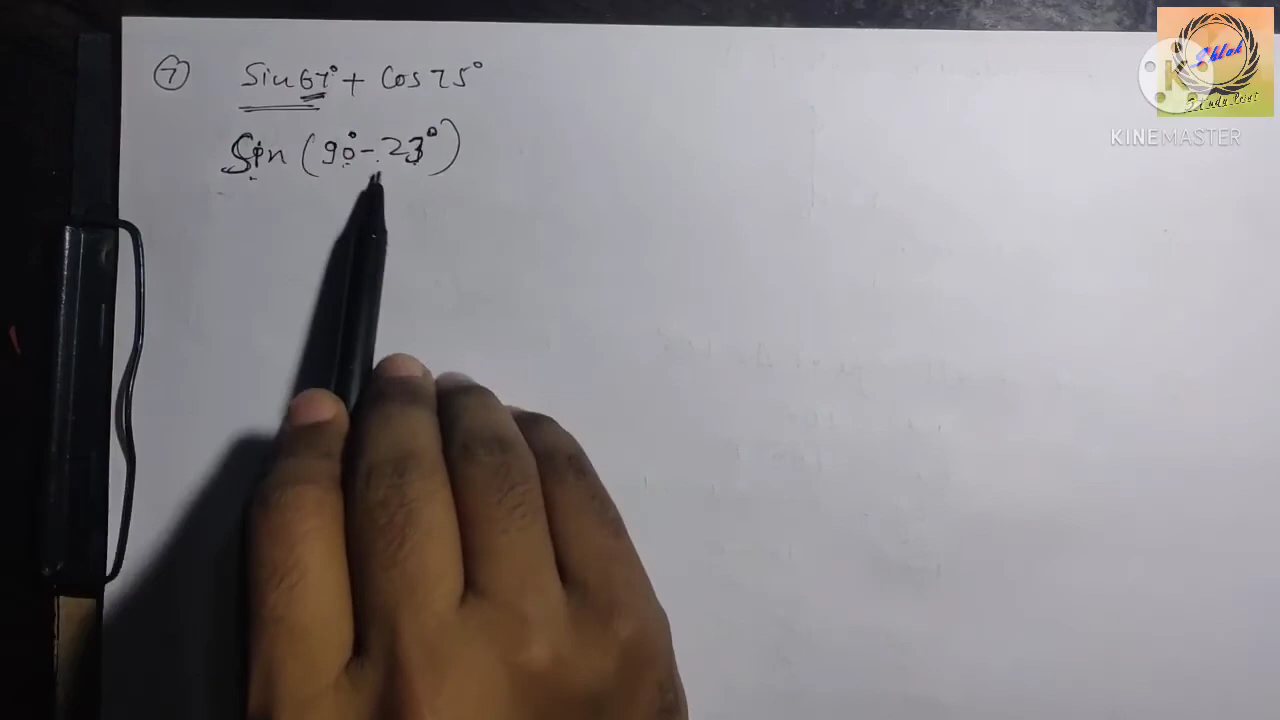 ⑦ Sin 67° + Cos 75°
Sin (90° - 23°)
KINEMASTER